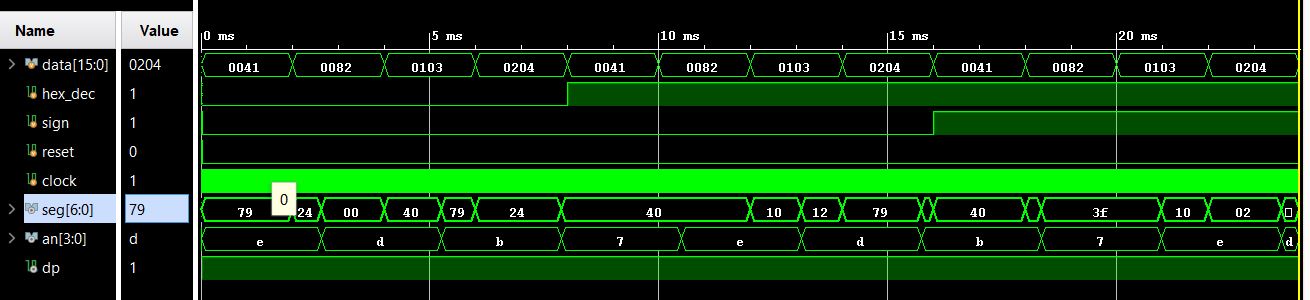 Name Value 0 ms 5 ms 10 ms 15 ms 20 ms
data[15:0] 0204 0041 0082 0103 0204 0041 0082 0103 0204 0041 0082 0103 0204
hex_dec 1
sign 1
reset 0
clock 1
0
seg[6:0] 79 79 24 00 40 79 24 40 10 12 79 40 3f 10 02
an[3:0] d e d b 7 e d b 7 e d
dp 1